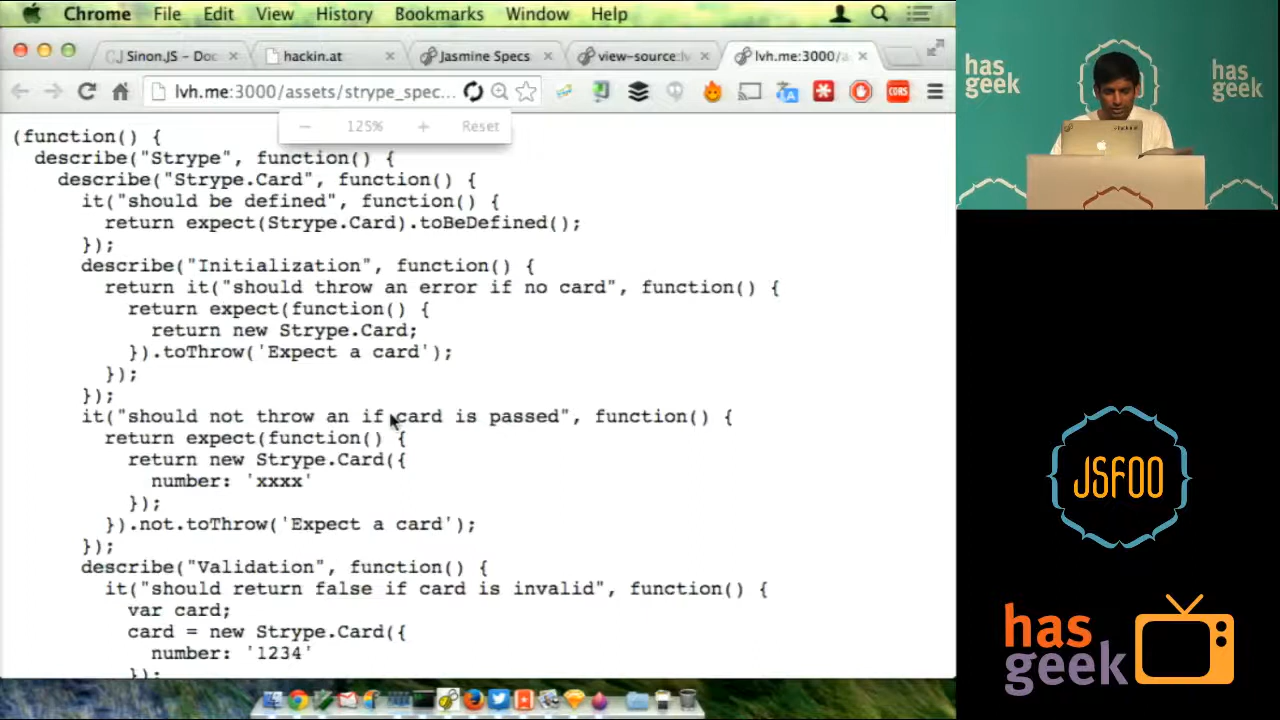 Chrome File Edit View History Bookmarks Window Help
Sinon.JS - Doc
hackin.at
Jasmine Specs
view-source:lv
lvh.me:3000/a
lvh.me:3000/assets/strype_spec...
CORS
125%
Reset
(function() {
describe("Strype", function() {
describe("Strype.Card", function() {
it("should be defined", function() {
return expect(Strype.Card).toBeDefined();
});
describe("Initialization", function() {
return it("should throw an error if no card", function() {
return expect(function() {
return new Strype.Card;
}).toThrow('Expect a card');
});
});
it("should not throw an if card is passed", function() {
return expect(function() {
return new Strype.Card({
number: 'xxxx'
});
}).not.toThrow('Expect a card');
});
describe("Validation", function() {
it("should return false if card is invalid", function() {
var card;
card = new Strype.Card({
number: '1234'
});
has
geek
has
geek
JSFOO
has
geek